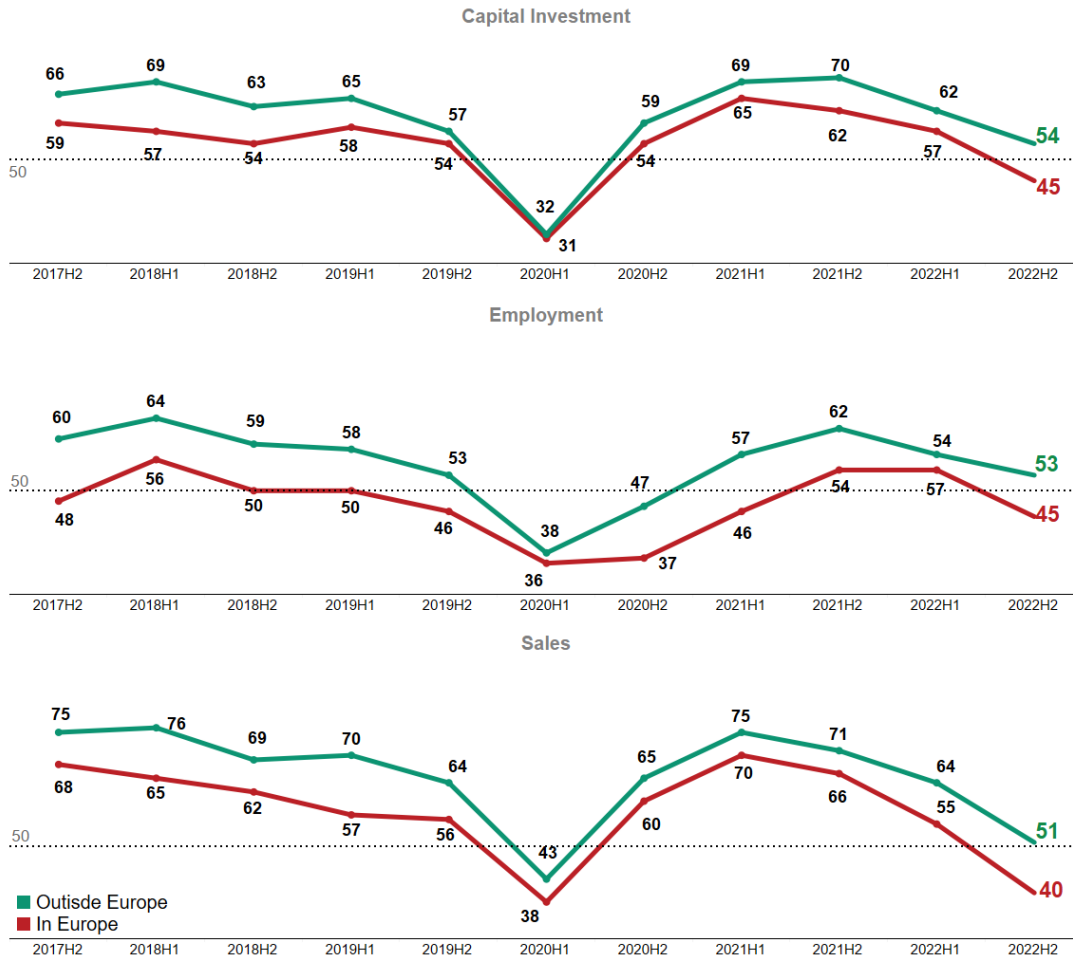 Capital Investment
66 69 63 65 57 32 59 69 70 62 54
59 57 54 58 54 31 54 65 62 57 45
50
2017H2 2018H1 2018H2 2019H1 2019H2 2020H1 2020H2 2021H1 2021H2 2022H1 2022H2
Employment
60 64 59 58 53 38 47 57 62 54 53
50
48 56 50 50 46 36 37 46 54 57 45
2017H2 2018H1 2018H2 2019H1 2019H2 2020H1 2020H2 2021H1 2021H2 2022H1 2022H2
Sales
75 76 69 70 64 43 65 75 71 64 51
68 65 62 57 56 38 60 70 66 55 40
50
Outisde Europe
In Europe
2017H2 2018H1 2018H2 2019H1 2019H2 2020H1 2020H2 2021H1 2021H2 2022H1 2022H2